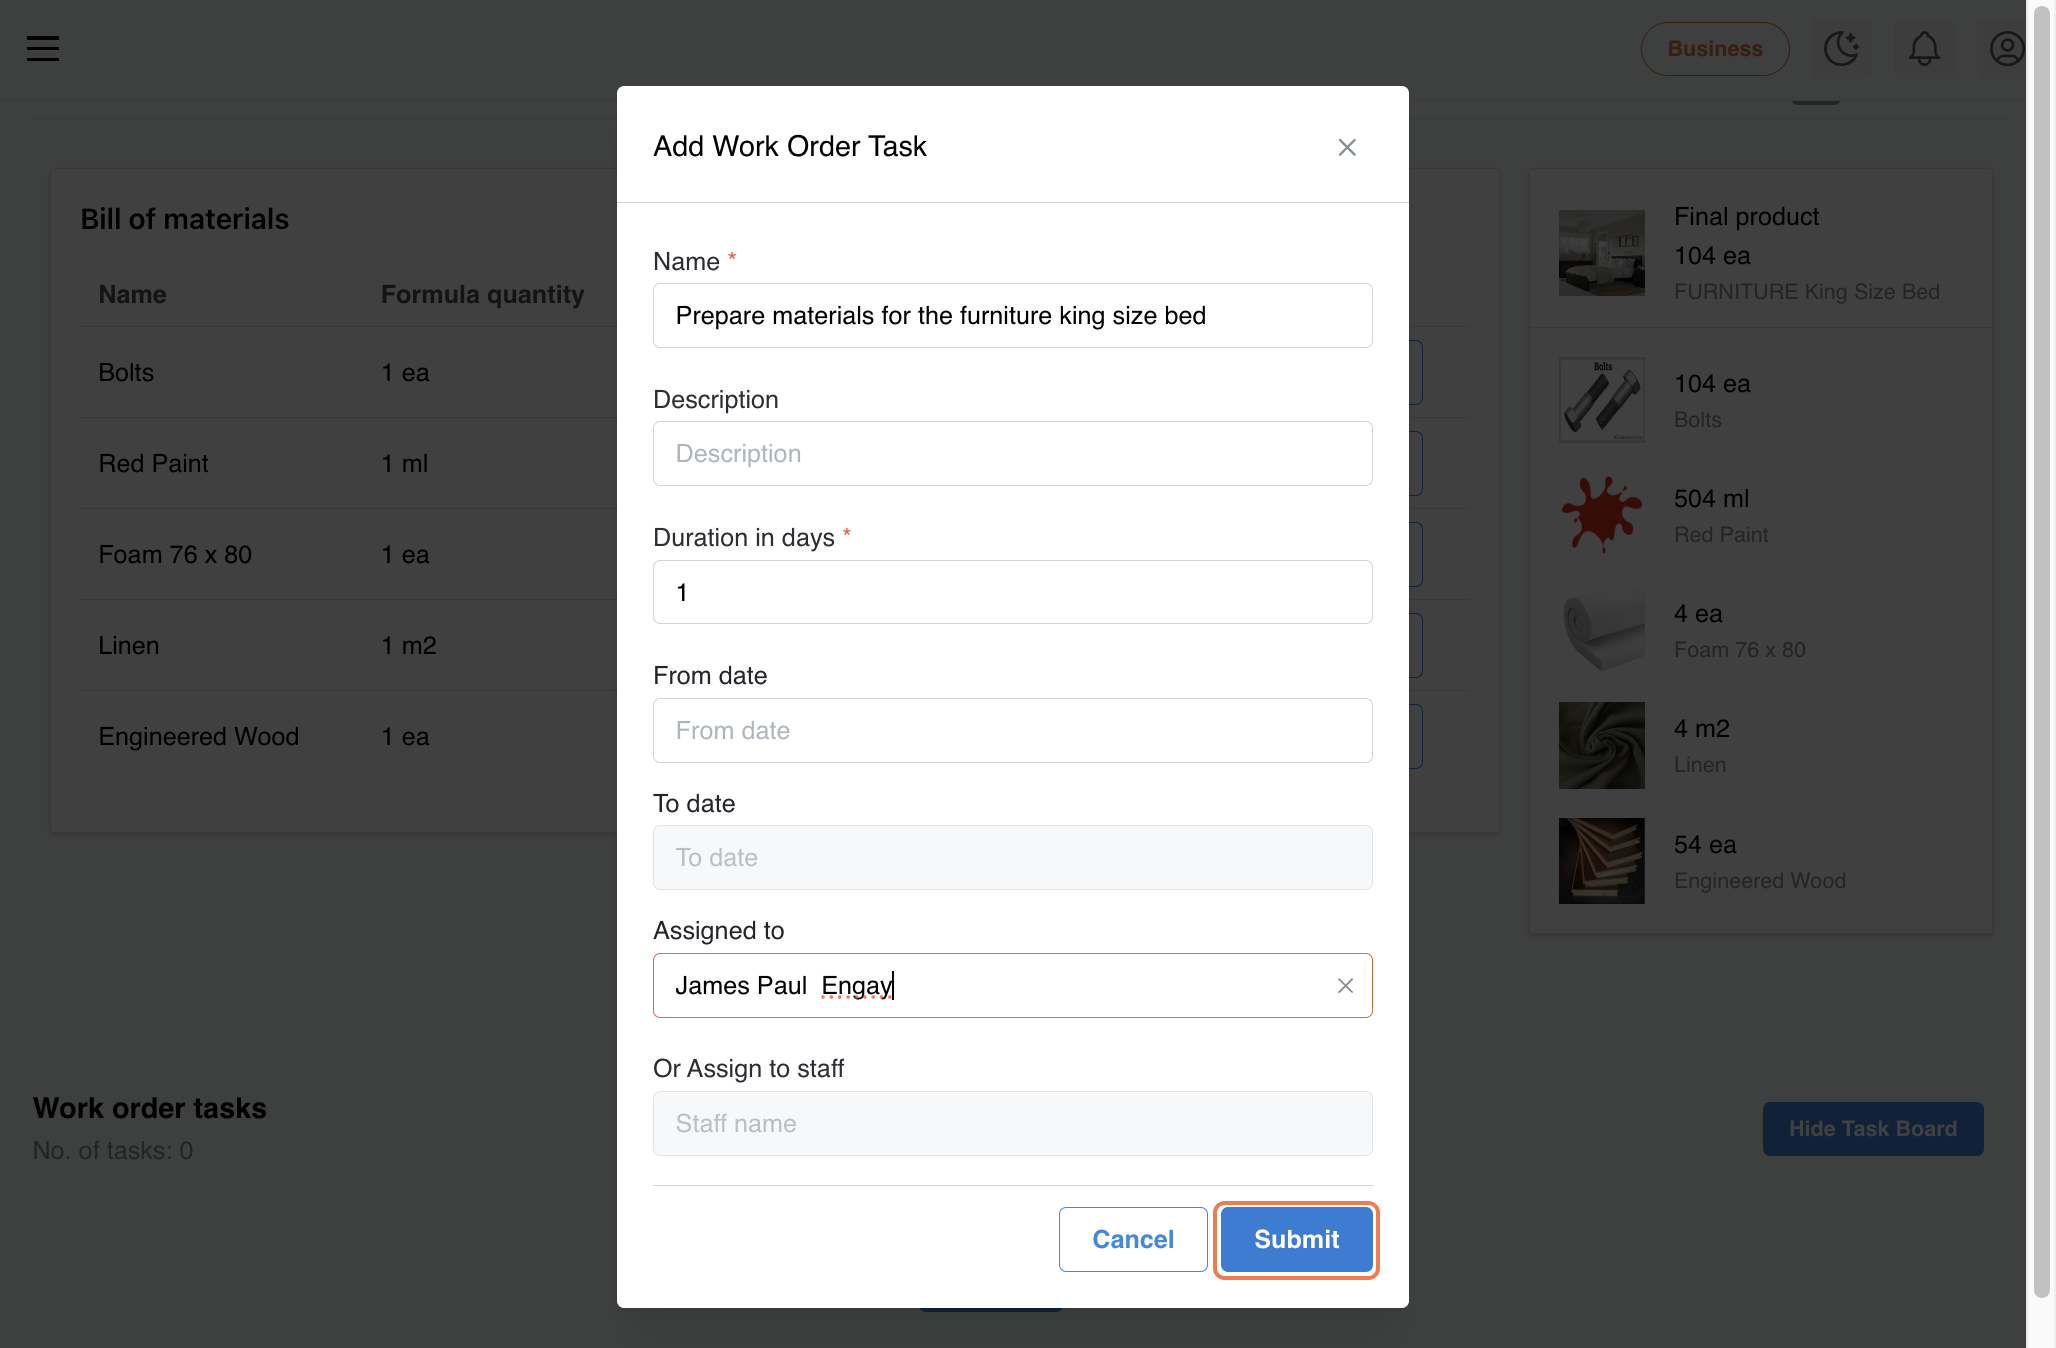 Business
Add Work Order Task
Bill of materials
Name
Formula quantity
Bolts
1 ea
Red Paint
1 ml
Foam 76 x 80
1 ea
Linen
1 m2
Engineered Wood
1 ea
Name *
Prepare materials for the furniture king size bed
Description
Description
Duration in days *
1
From date
From date
To date
To date
Assigned to
James Paul  Engay
Or Assign to staff
Staff name
Cancel
Submit
Final product
104 ea
FURNITURE King Size Bed
Bolts
104 ea
Bolts
504 ml
Red Paint
4 ea
Foam 76 x 80
4 m2
Linen
54 ea
Engineered Wood
Work order tasks
No. of tasks: 0
Hide Task Board